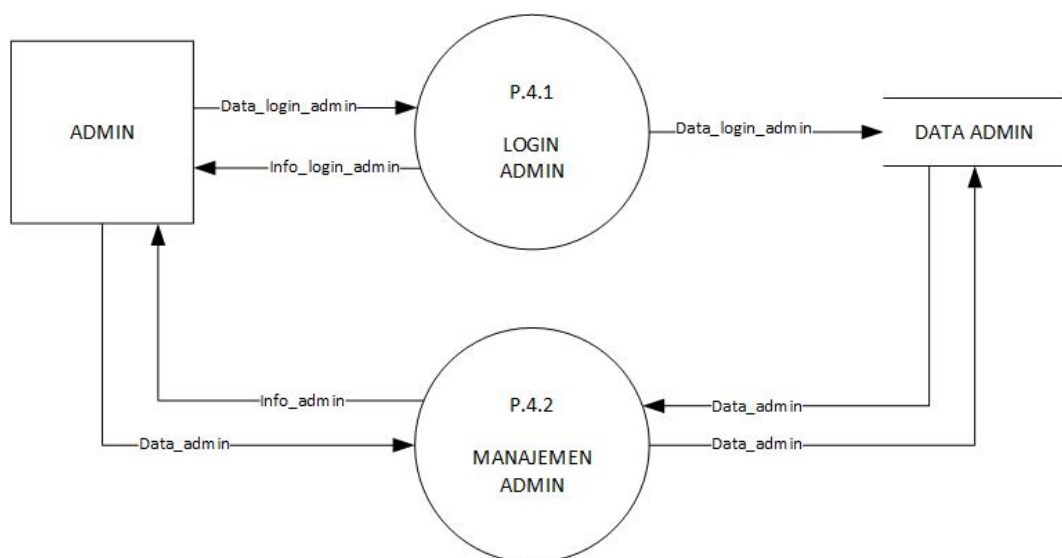 ADMIN
Data_login_admin
Info_login_admin
P.4.1
LOGIN
ADMIN
Data_login_admin
DATA ADMIN
Info_admin
Data_admin
P.4.2
MANAJEMEN
ADMIN
Data_admin
Data_admin